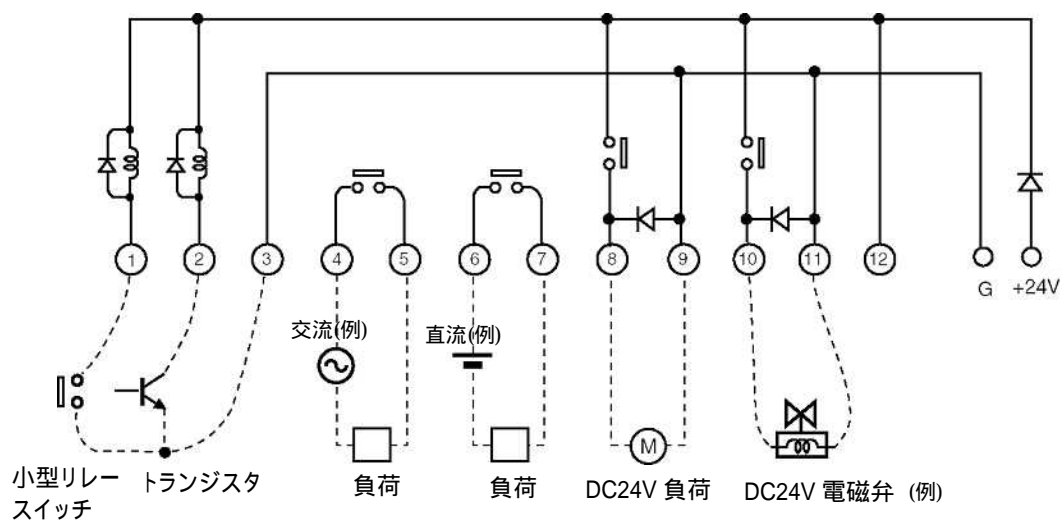 1
2
3
4
5
6
7
8
9
10
11
12
G
+24V
交流(例)
直流(例)
M
小型リレー
スイッチ
トランジスタ
負荷
負荷
DC24V 負荷
DC24V 電磁弁 (例)